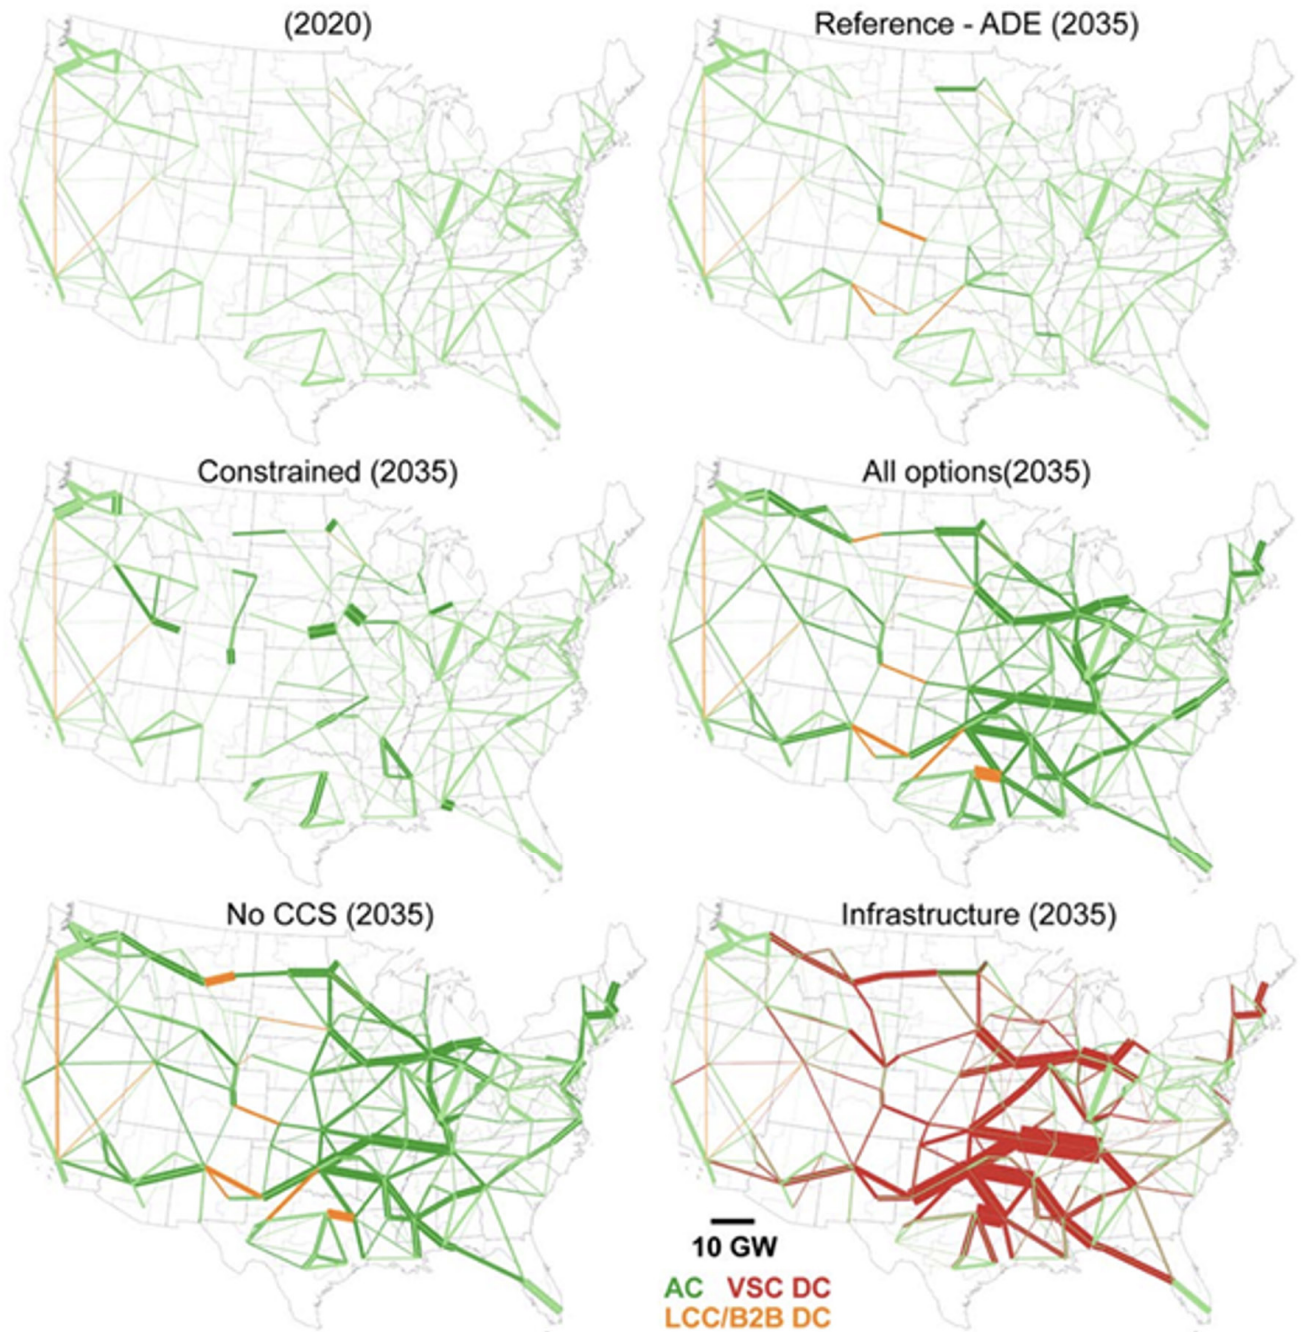 (2020)
Reference - ADE (2035)
Constrained (2035)
All options(2035)
No CCS (2035)
Infrastructure (2035)
10 GW
AC VSC DC
LCC/B2B DC